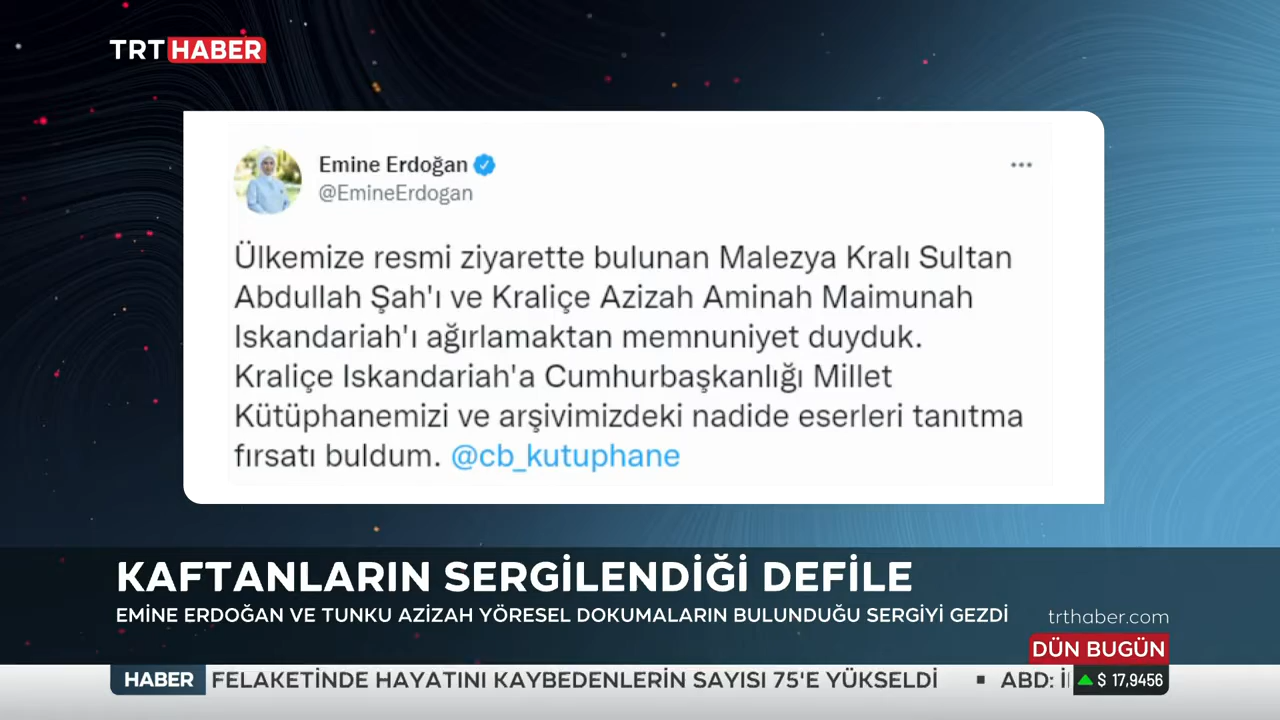 TRT HABER
Emine Erdoğan
@EmineErdogan
Ülkemize resmi ziyarette bulunan Malezya Kralı Sultan
Abdullah Şah'ı ve Kraliçe Azizah Aminah Maimunah
Iskandariah'ı ağırlamaktan memnuniyet duyduk.
Kraliçe Iskandariah'a Cumhurbaşkanlığı Millet
Kütüphanemizi ve arşivimizdeki nadide eserleri tanıtma
fırsatı buldum. @cb_kutuphane
KAFTANLARIN SERGİLENDİĞİ DEFİLE
EMİNE ERDOĞAN VE TUNKU AZİZAH YÖRESEL DOKUMALARIN BULUNDUĞU SERGİYİ GEZDİ
trthaber.com
DÜN BUGÜN
HABER FELAKETİNDE HAYATINI KAYBEDENLERİN SAYISI 75'E YÜKSELDİ ▪ ABD: $ 17,9456